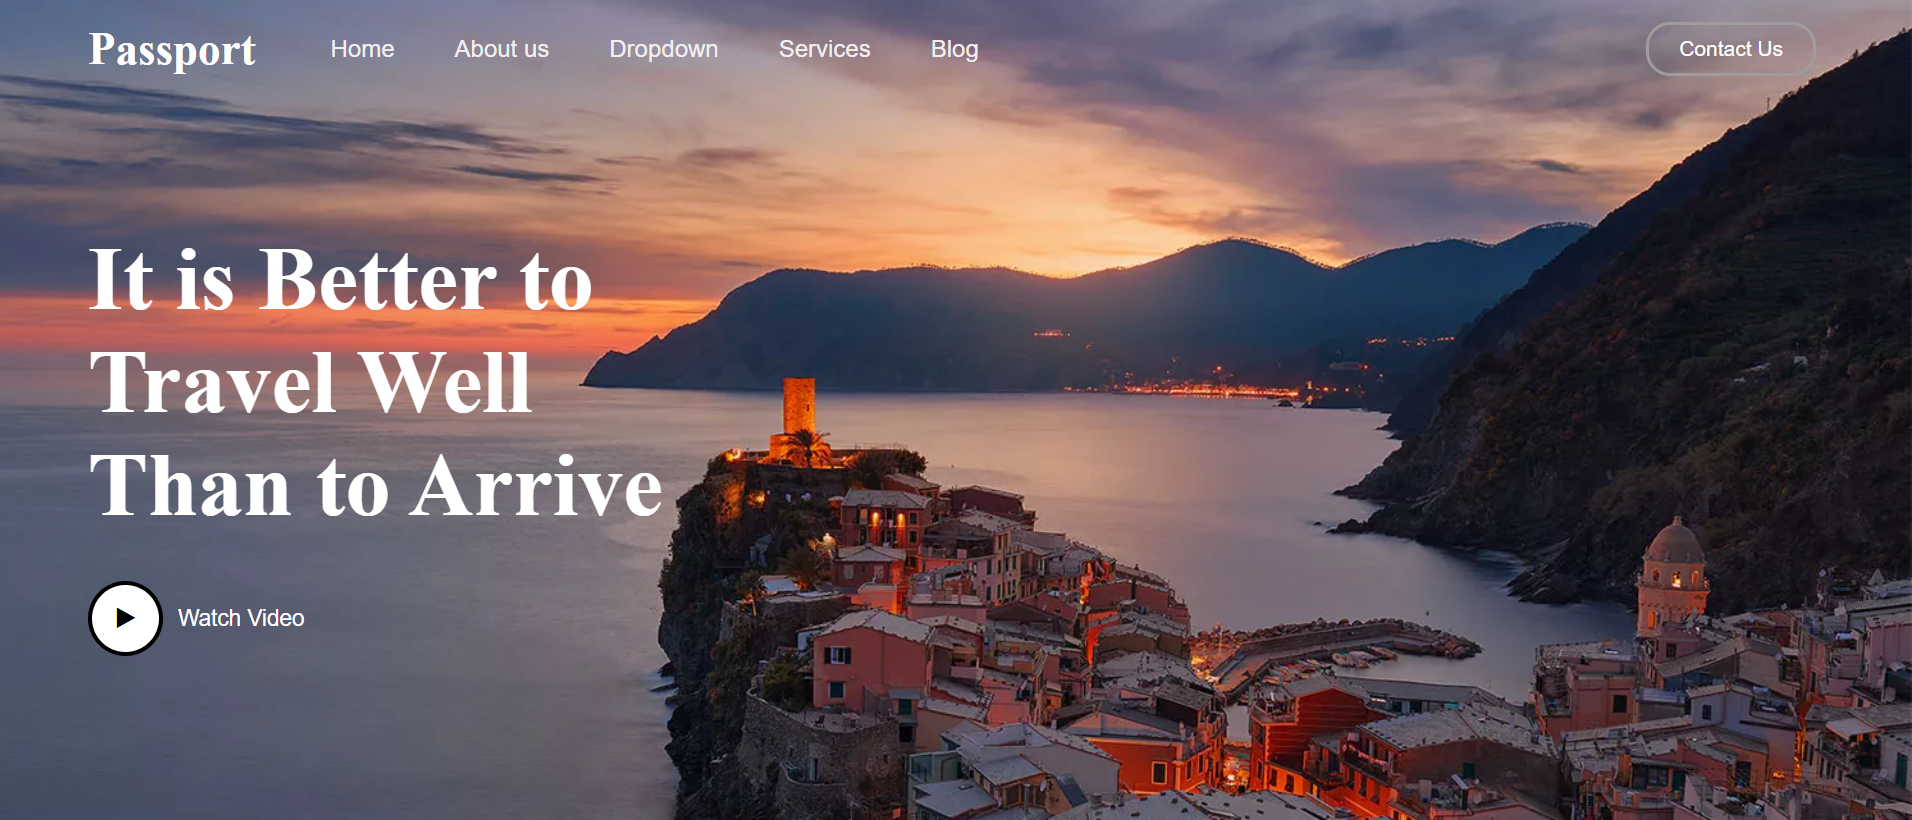 Passport
Home
About us
Dropdown
Services
Blog
Contact Us
It is Better to
Travel Well
Than to Arrive
Watch Video